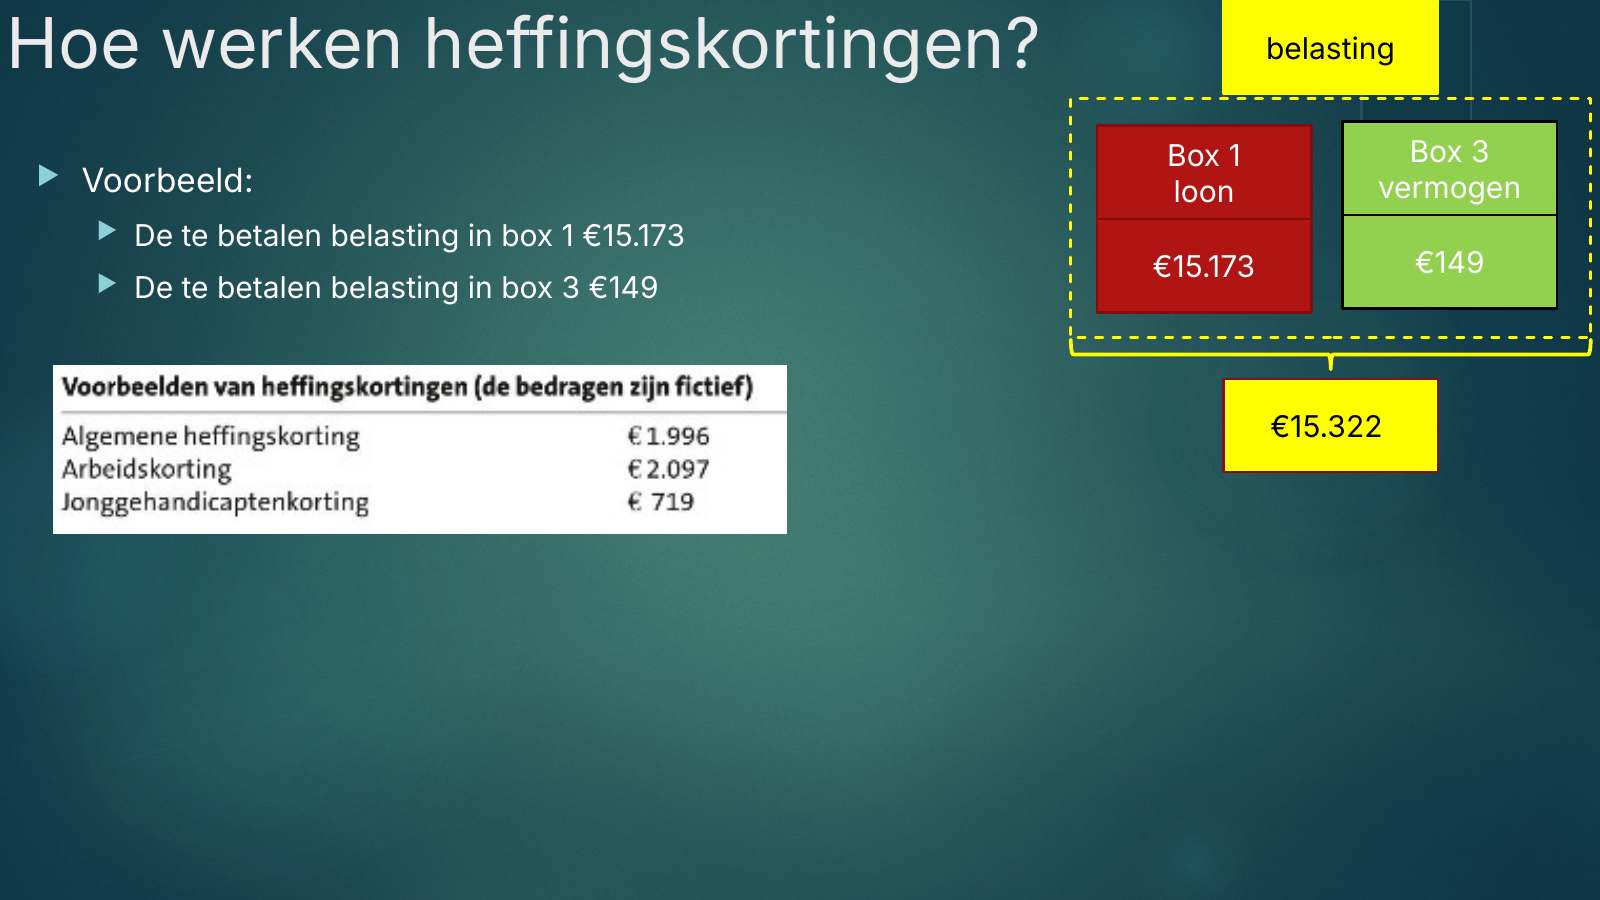 Hoe werken heffingskortingen?
belasting
Voorbeeld:
De te betalen belasting in box 1 €15.173
De te betalen belasting in box 3 €149
Box 1
loon
€15.173
Box 3
vermogen
€149
€15.322
Voorbeelden van heffingskortingen (de bedragen zijn fictief)
Algemene heffingskorting € 1.996
Arbeidskorting € 2.097
Jonggehandicaptenkorting € 719